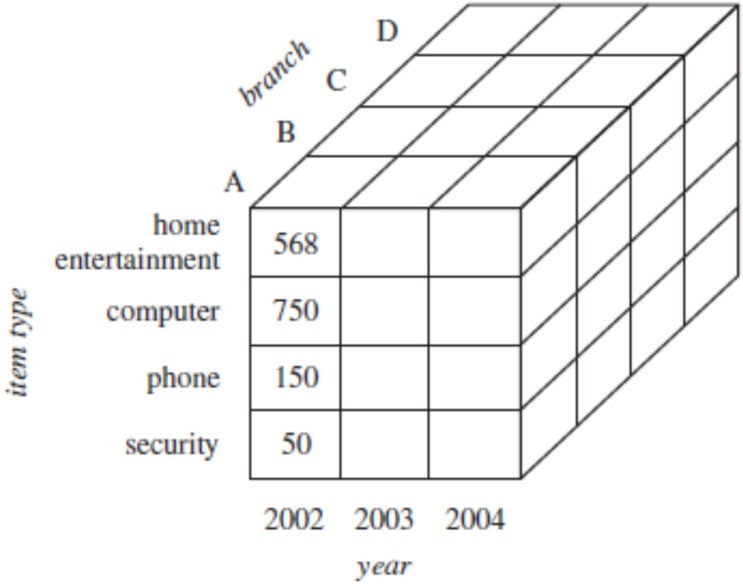 D
branch
C
B
A
home
entertainment
568
computer
750
phone
150
security
50
item type
2002 2003 2004
year